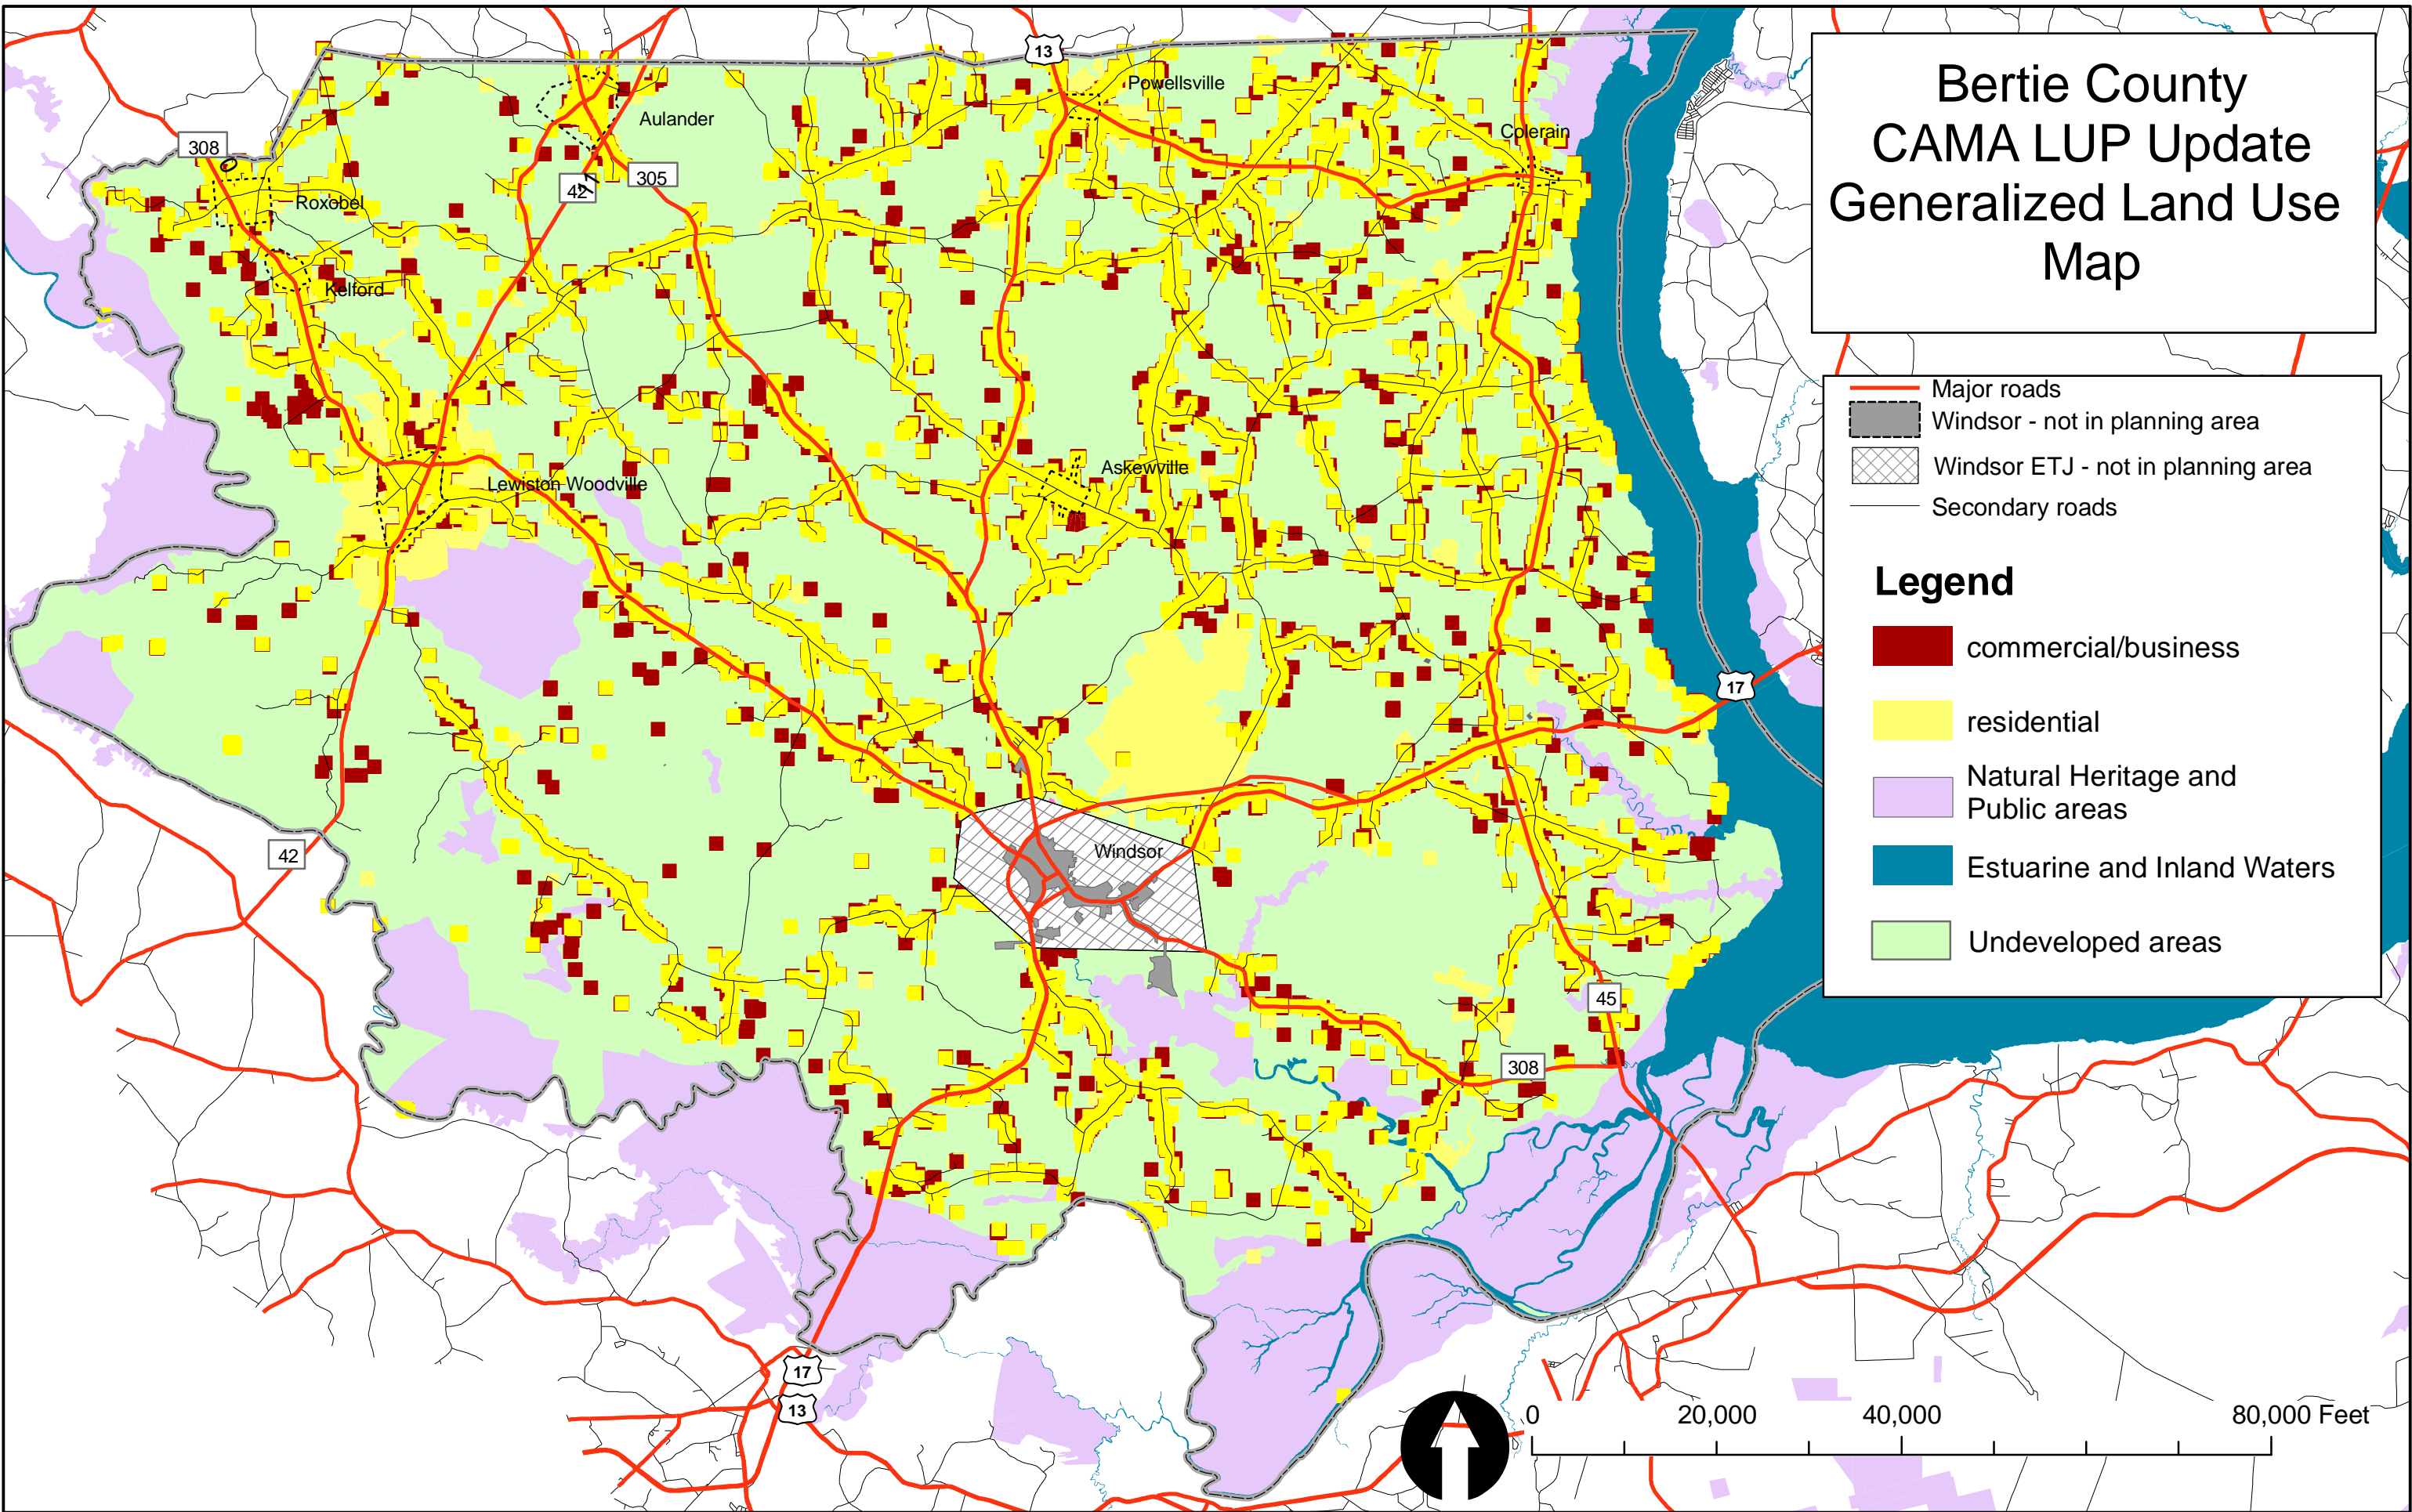 Bertie County
CAMA LUP Update
Generalized Land Use
Map
Major roads
Windsor - not in planning area
Windsor ETJ - not in planning area
Secondary roads
Legend
commercial/business
residential
Natural Heritage and
Public areas
Estuarine and Inland Waters
Undeveloped areas
13
Powellsville
Aulander
Colerain
308
305
42
Roxobel
Kelford
Askewville
Lewiston Woodville
17
Windsor
42
45
308
17
13
0
20,000
40,000
80,000 Feet